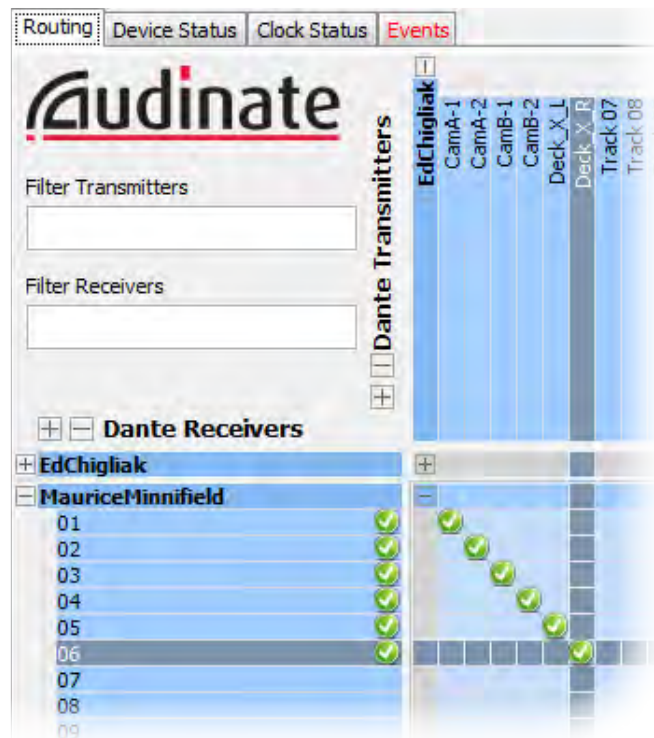 Routing Device Status Clock Status Events
Audinate
Filter Transmitters
Filter Receivers
Dante Transmitters
EdChigliak
CamA-1
CamA-2
CamB-1
CamB-2
Deck_X_L
Deck_X_R
Track 07
Track 08
Dante Receivers
EdChigliak
MauriceMinnifield
01
02
03
04
05
06
07
08
09